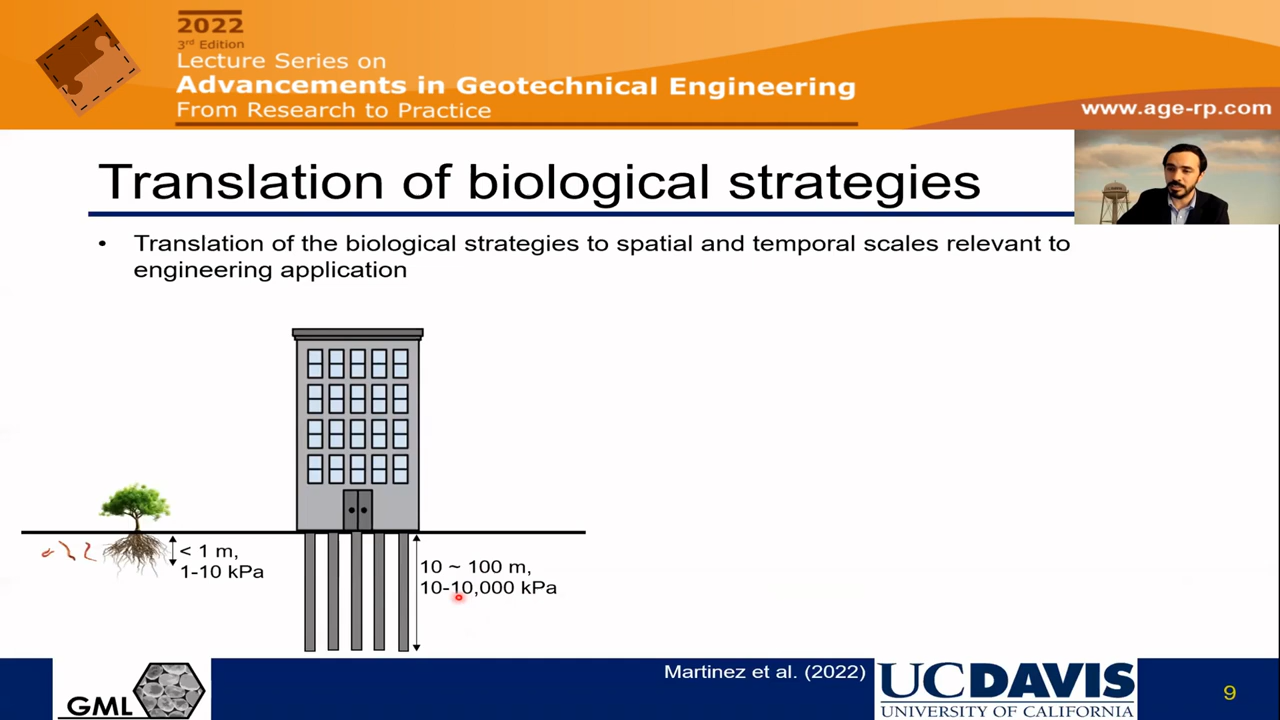 2022
3rd Edition
Lecture Series on
Advancements in Geotechnical Engineering
From Research to Practice
www.age-rp.com
Translation of biological strategies
• Translation of the biological strategies to spatial and temporal scales relevant to
engineering application
< 1 m,
1-10 kPa
10 ~ 100 m,
10-10,000 kPa
Martinez et al. (2022)
GML
UCDAVIS
UNIVERSITY OF CALIFORNIA
9